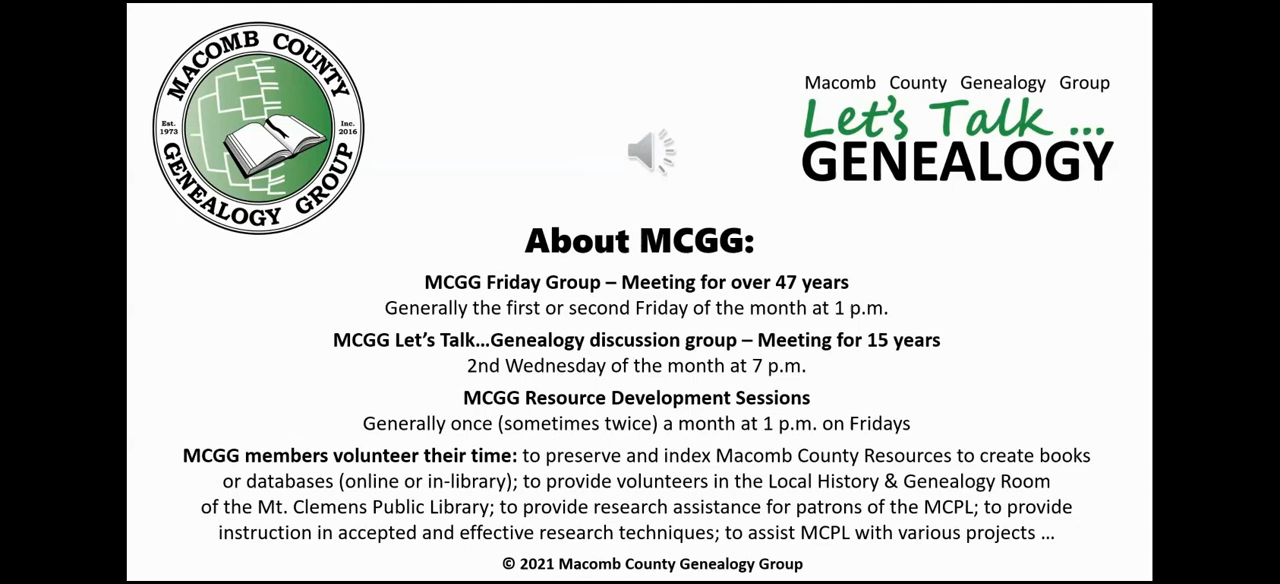 MACOMB COUNTY
Est.
1973
Inc.
2016
GENEALOGY GROUP
Macomb County Genealogy Group
Let's Talk ...
GENEALOGY
About MCGG:
MCGG Friday Group – Meeting for over 47 years
Generally the first or second Friday of the month at 1 p.m.
MCGG Let’s Talk...Genealogy discussion group – Meeting for 15 years
2nd Wednesday of the month at 7 p.m.
MCGG Resource Development Sessions
Generally once (sometimes twice) a month at 1 p.m. on Fridays
MCGG members volunteer their time: to preserve and index Macomb County Resources to create books
or databases (online or in-library); to provide volunteers in the Local History & Genealogy Room
of the Mt. Clemens Public Library; to provide research assistance for patrons of the MCPL; to provide
instruction in accepted and effective research techniques; to assist MCPL with various projects ...
© 2021 Macomb County Genealogy Group